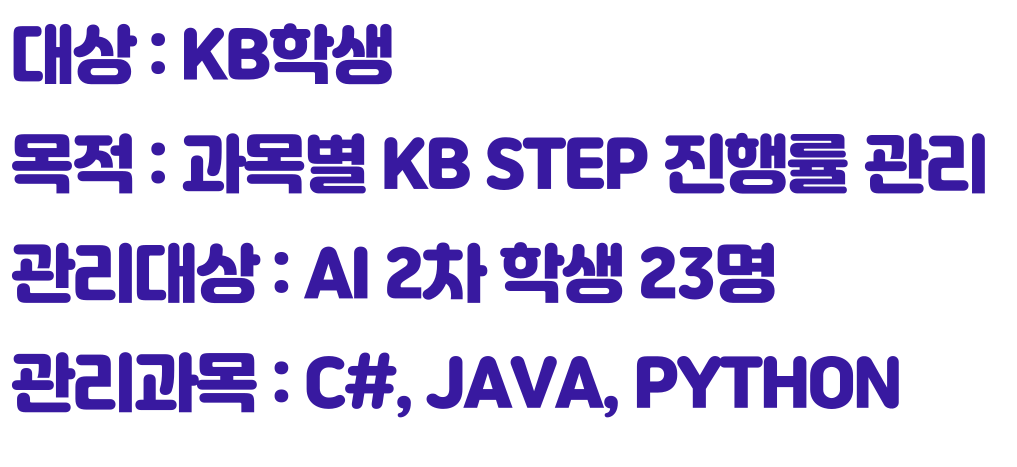 대상 : KB학생
목적 : 과목별 KB STEP 진행률 관리
관리대상 : AI 2차 학생 23명
관리과목 : C#, JAVA, PYTHON